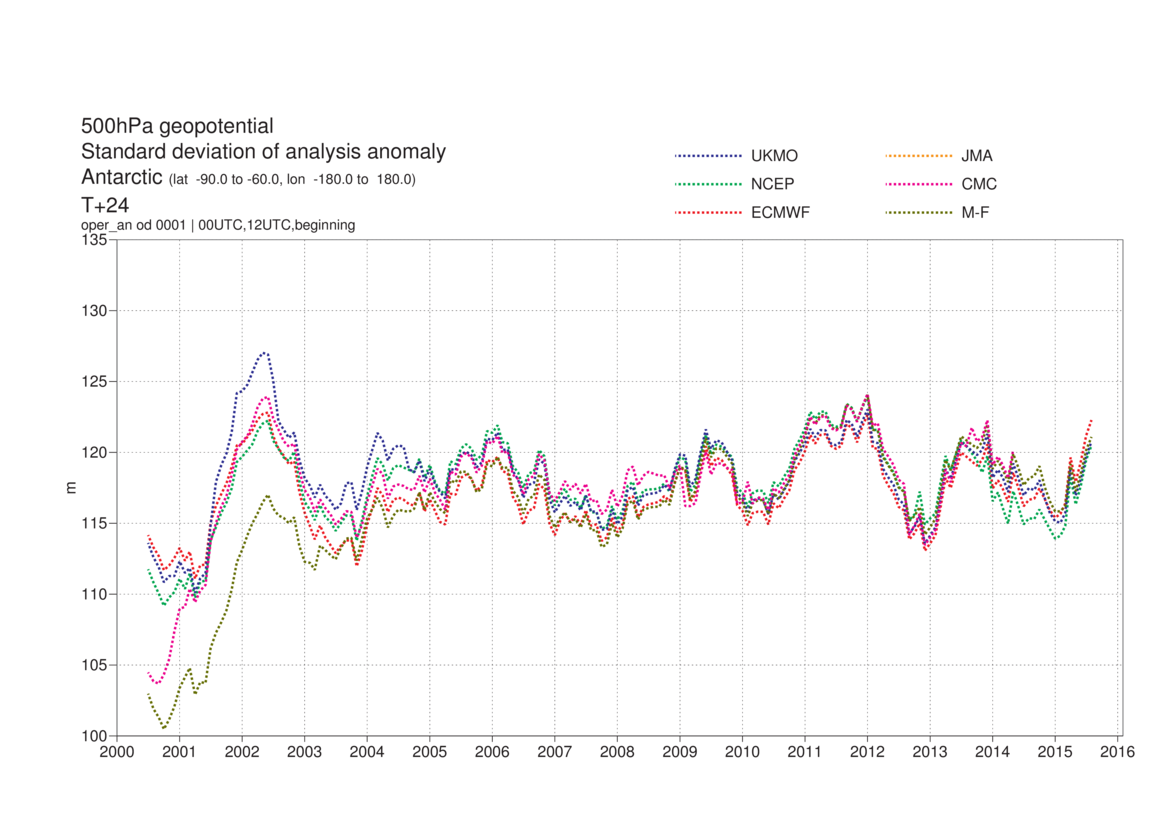 500hPa geopotential
Standard deviation of analysis anomaly
Antarctic (lat -90.0 to -60.0, lon -180.0 to 180.0)
T+24
oper_an od 0001 | 00UTC,12UTC,beginning
UKMO JMA
NCEP CMC
ECMWF M-F
135
130
125
120
115
110
105
100
m
2000 2001 2002 2003 2004 2005 2006 2007 2008 2009 2010 2011 2012 2013 2014 2015 2016